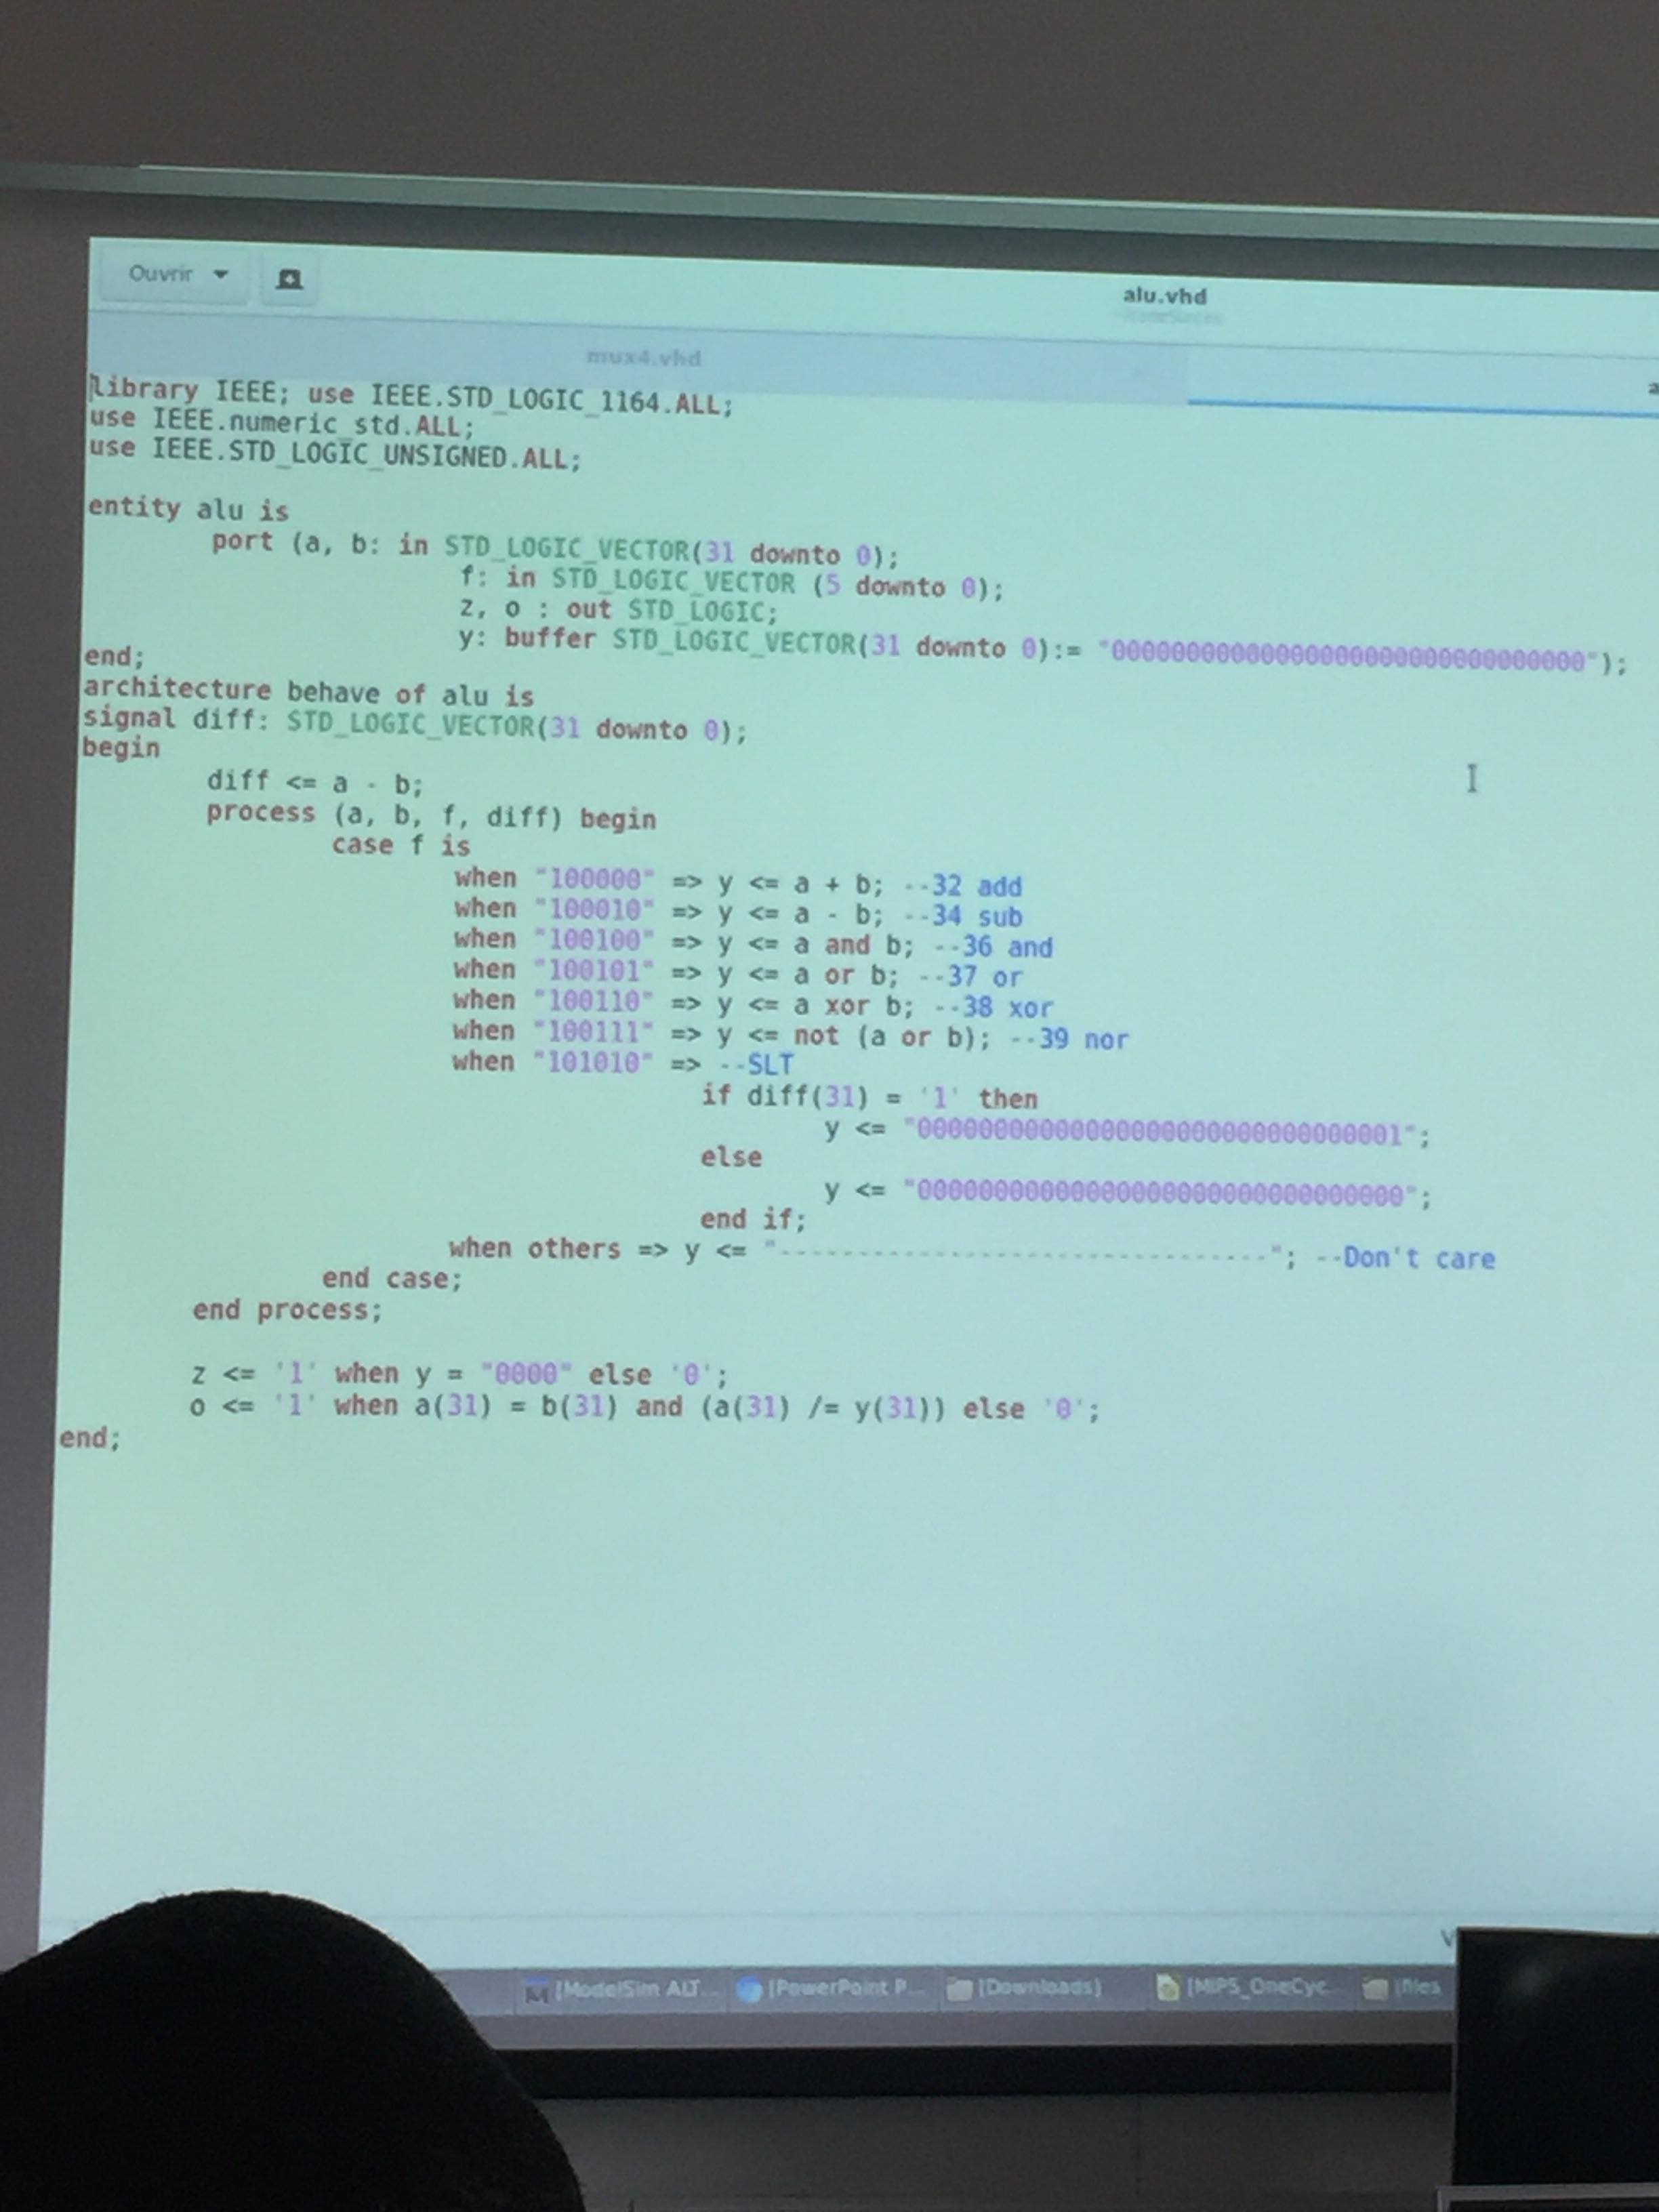 Ouvrir
alu.vhd
mux4.vhd
library IEEE; use IEEE.STD_LOGIC_1164.ALL;
use IEEE.numeric_std.ALL;
use IEEE.STD_LOGIC_UNSIGNED.ALL;
entity alu is
port (a, b: in STD_LOGIC_VECTOR(31 downto 0);
f: in STD_LOGIC_VECTOR (5 downto 0);
z, o : out STD_LOGIC;
y: buffer STD_LOGIC_VECTOR(31 downto 0):= "00000000000000000000000000000000");
end;
architecture behave of alu is
signal diff: STD_LOGIC_VECTOR(31 downto 0);
begin
diff <= a - b;
process (a, b, f, diff) begin
case f is
when "100000" => y <= a + b; --32 add
when "100010" => y <= a - b; --34 sub
when "100100" => y <= a and b; --36 and
when "100101" => y <= a or b; --37 or
when "100110" => y <= a xor b; --38 xor
when "100111" => y <= not (a or b); --39 nor
when "101010" => --SLT
if diff(31) = '1' then
y <= "00000000000000000000000000000001";
else
y <= "00000000000000000000000000000000";
end if;
when others => y <= "--------------------------------"; --Don't care
end case;
end process;
z <= '1' when y = "0000" else '0';
o <= '1' when a(31) = b(31) and (a(31) /= y(31)) else '0';
end;
[ModelSim ALT... [PowerPoint P... [Downloads] [MIPS_OneCyc... [files